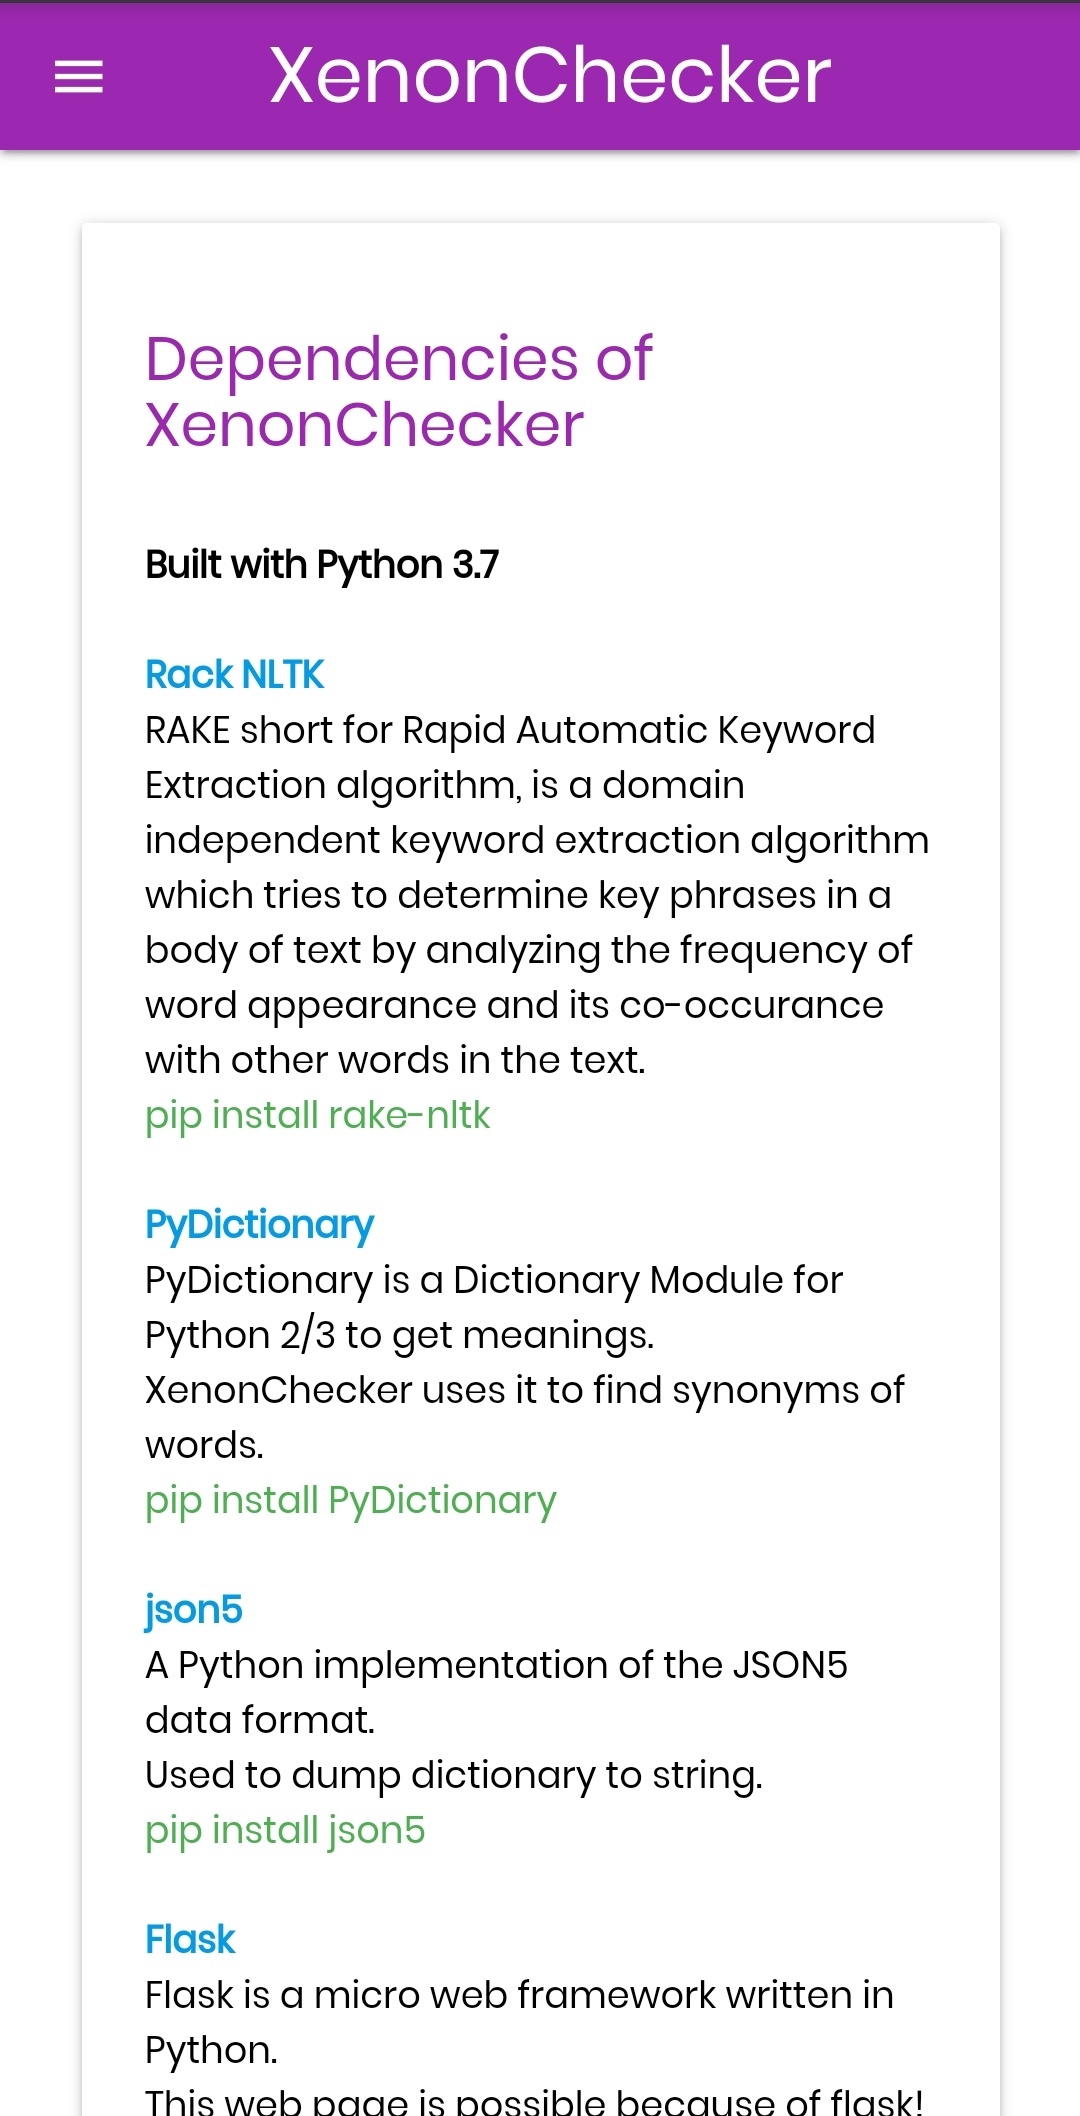 XenonChecker
Dependencies of
XenonChecker
Built with Python 3.7
Rack NLTK
RAKE short for Rapid Automatic Keyword
Extraction algorithm, is a domain
independent keyword extraction algorithm
which tries to determine key phrases in a
body of text by analyzing the frequency of
word appearance and its co-occurance
with other words in the text.
pip install rake-nltk
PyDictionary
PyDictionary is a Dictionary Module for
Python 2/3 to get meanings.
XenonChecker uses it to find synonyms of
words.
pip install PyDictionary
json5
A Python implementation of the JSON5
data format.
Used to dump dictionary to string.
pip install json5
Flask
Flask is a micro web framework written in
Python.
This web page is possible because of flask!